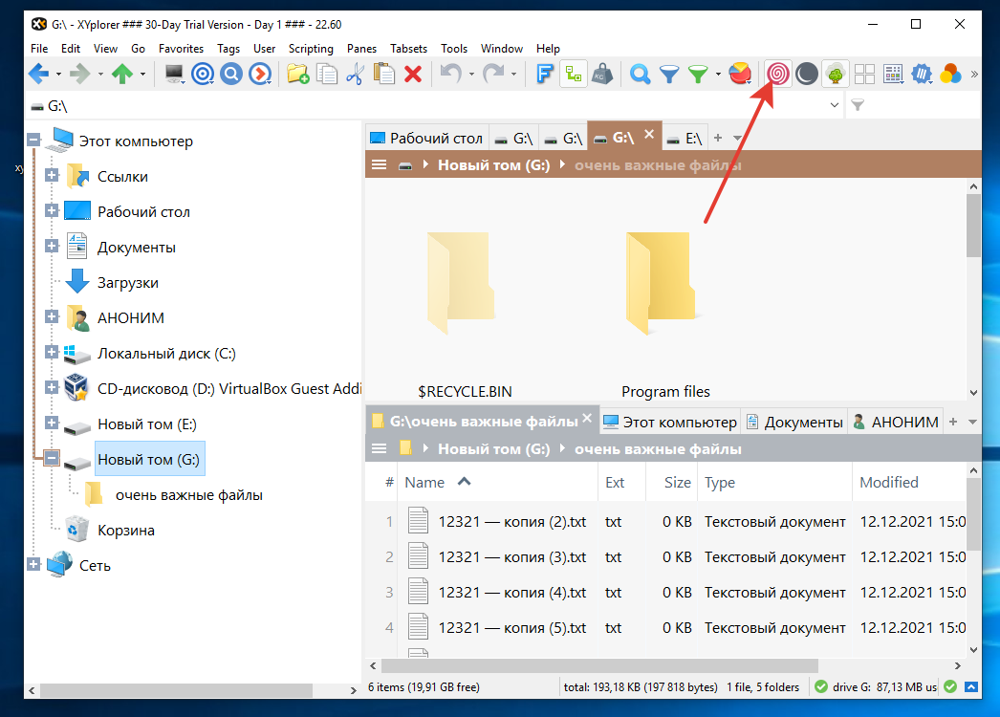 G:\ - XYplorer ### 30-Day Trial Version - Day 1 ### - 22.60
File Edit View Go Favorites Tags User Scripting Panes Tabsets Tools Window Help
KC
G:\
xy
Этот компьютер
Ссылки
Рабочий стол
Документы
Загрузки
АНОНИМ
Локальный диск (C:)
CD-дисковод (D:) VirtualBox Guest Addi
Новый том (E:)
Новый том (G:)
очень важные файлы
Корзина
Сеть
Рабочий стол G:\ G:\ G:\ E:\
Новый том (G:) очень важные файлы
$RECYCLE.BIN Program files
G:\очень важные файлы Этот компьютер Документы АНОНИМ
Новый том (G:) очень важные файлы
# Name Ext Size Type Modified
1 12321 — копия (2).txt txt 0 KB Текстовый документ 12.12.2021 15:0
2 12321 — копия (3).txt txt 0 KB Текстовый документ 12.12.2021 15:0
3 12321 — копия (4).txt txt 0 KB Текстовый документ 12.12.2021 15:0
4 12321 — копия (5).txt txt 0 KB Текстовый документ 12.12.2021 15:0
6 items (19,91 GB free) total: 193,18 KB (197 818 bytes) 1 file, 5 folders drive G: 87,13 MB us